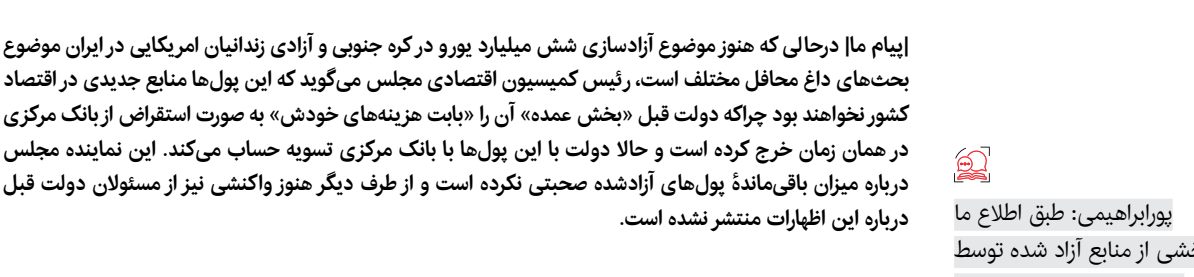 |پیام ما| درحالی که هنوز موضوع آزادسازی شش میلیارد یورو در کره جنوبی و آزادی زندانیان امریکایی در ایران موضوع
بحث‌های داغ محافل مختلف است، رئیس کمیسیون اقتصادی مجلس می‌گوید که این پول‌ها منابع جدیدی در اقتصاد
کشور نخواهند بود چراکه دولت قبل «بخش عمده» آن را «بابت هزینه‌های خودش» به صورت استقراض از بانک مرکزی
در همان زمان خرج کرده است و حالا دولت با این پول‌ها با بانک مرکزی تسویه حساب می‌کند. این نماینده مجلس
درباره میزان باقی‌ماندۀ پول‌های آزادشده صحبتی نکرده است و از طرف دیگر هنوز واکنشی نیز از مسئولان دولت قبل
درباره این اظهارات منتشر نشده است.
پورابراهیمی: طبق اطلاع ما
از منابع آزاد شده توسط